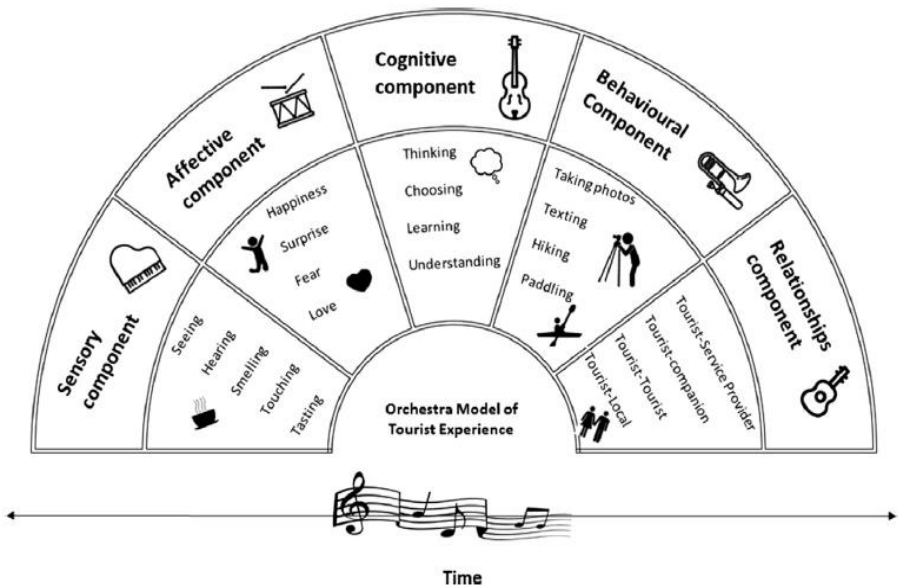 Sensory
component
Seeing
Hearing
Smelling
Touching
Tasting
Affective
component
Happiness
Surprise
Fear
Love
Cognitive
component
Thinking
Choosing
Learning
Understanding
Behavioural
Component
Taking photos
Texting
Hiking
Paddling
Relationships
component
Tourist-Service Provider
Tourist-companion
Tourist-Tourist
Tourist-Local
Orchestra Model of
Tourist Experience
Time